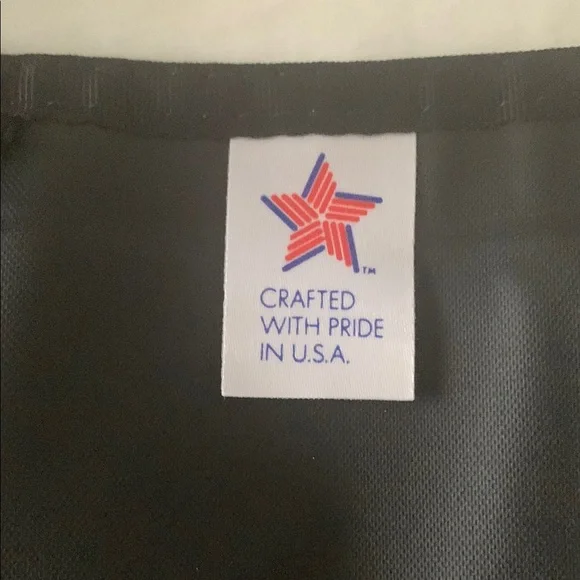 ™
CRAFTED
WITH PRIDE
IN U.S.A.